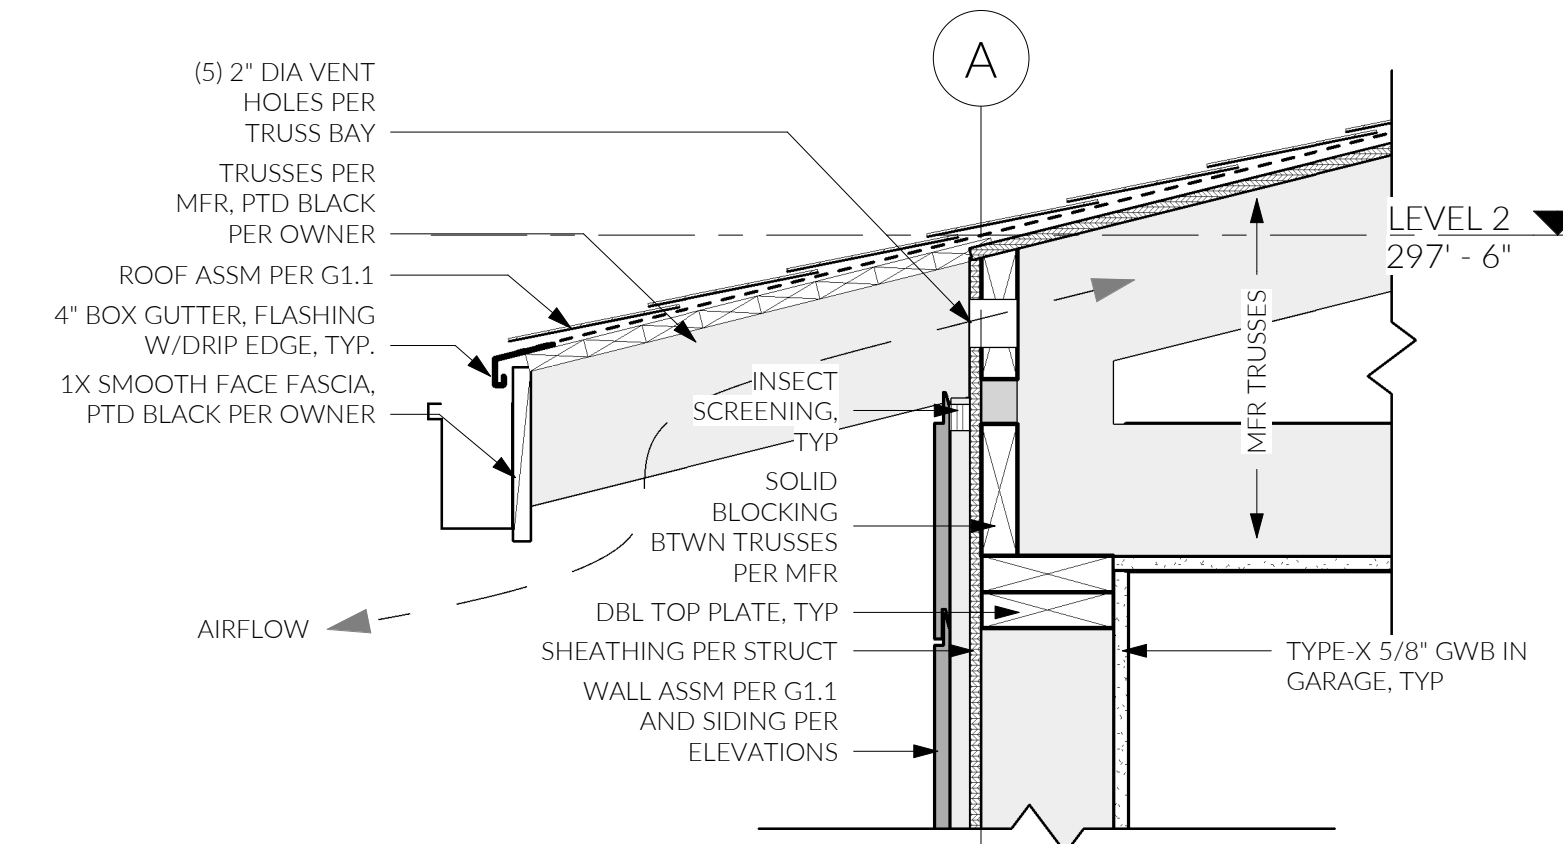 A
(5) 2" DIA VENT
HOLES PER
TRUSS BAY
TRUSSES PER
MFR, PTD BLACK
PER OWNER
ROOF ASSM PER G1.1
4" BOX GUTTER, FLASHING
W/DRIP EDGE, TYP.
1X SMOOTH FACE FASCIA,
PTD BLACK PER OWNER
LEVEL 2
297' - 6"
MFR TRUSSES
INSECT
SCREENING,
TYP
SOLID
BLOCKING
BTWN TRUSSES
PER MFR
DBL TOP PLATE, TYP
AIRFLOW
SHEATHING PER STRUCT
WALL ASSM PER G1.1
AND SIDING PER
ELEVATIONS
TYPE-X 5/8" GWB IN
GARAGE, TYP